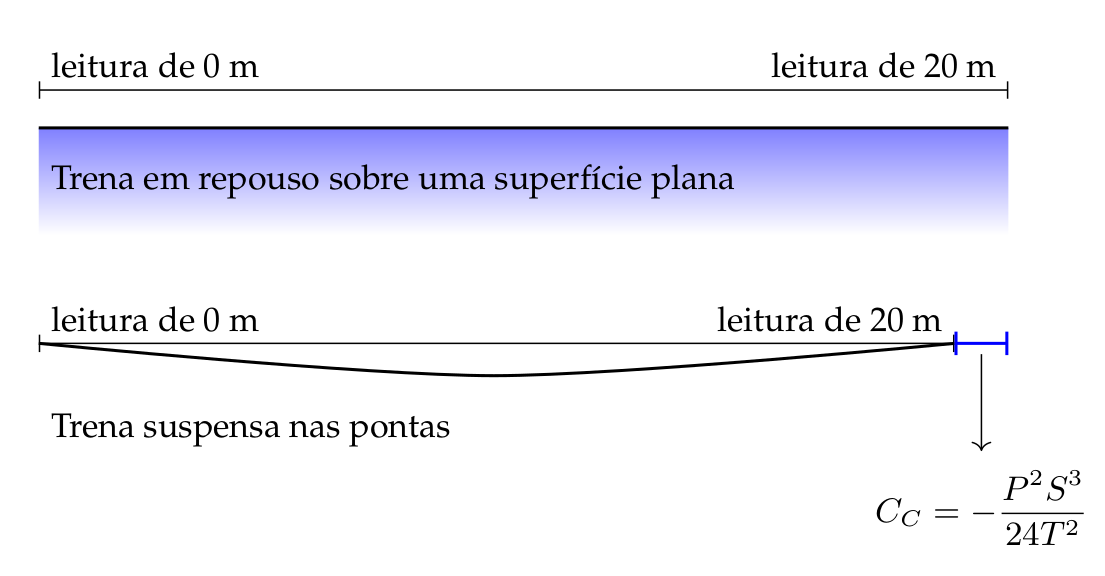 leitura de 0 m leitura de 20 m
Trena em repouso sobre uma superfície plana
leitura de 0 m leitura de 20 m
Trena suspensa nas pontas
C_C = -\frac{P^2 S^3}{24T^2}